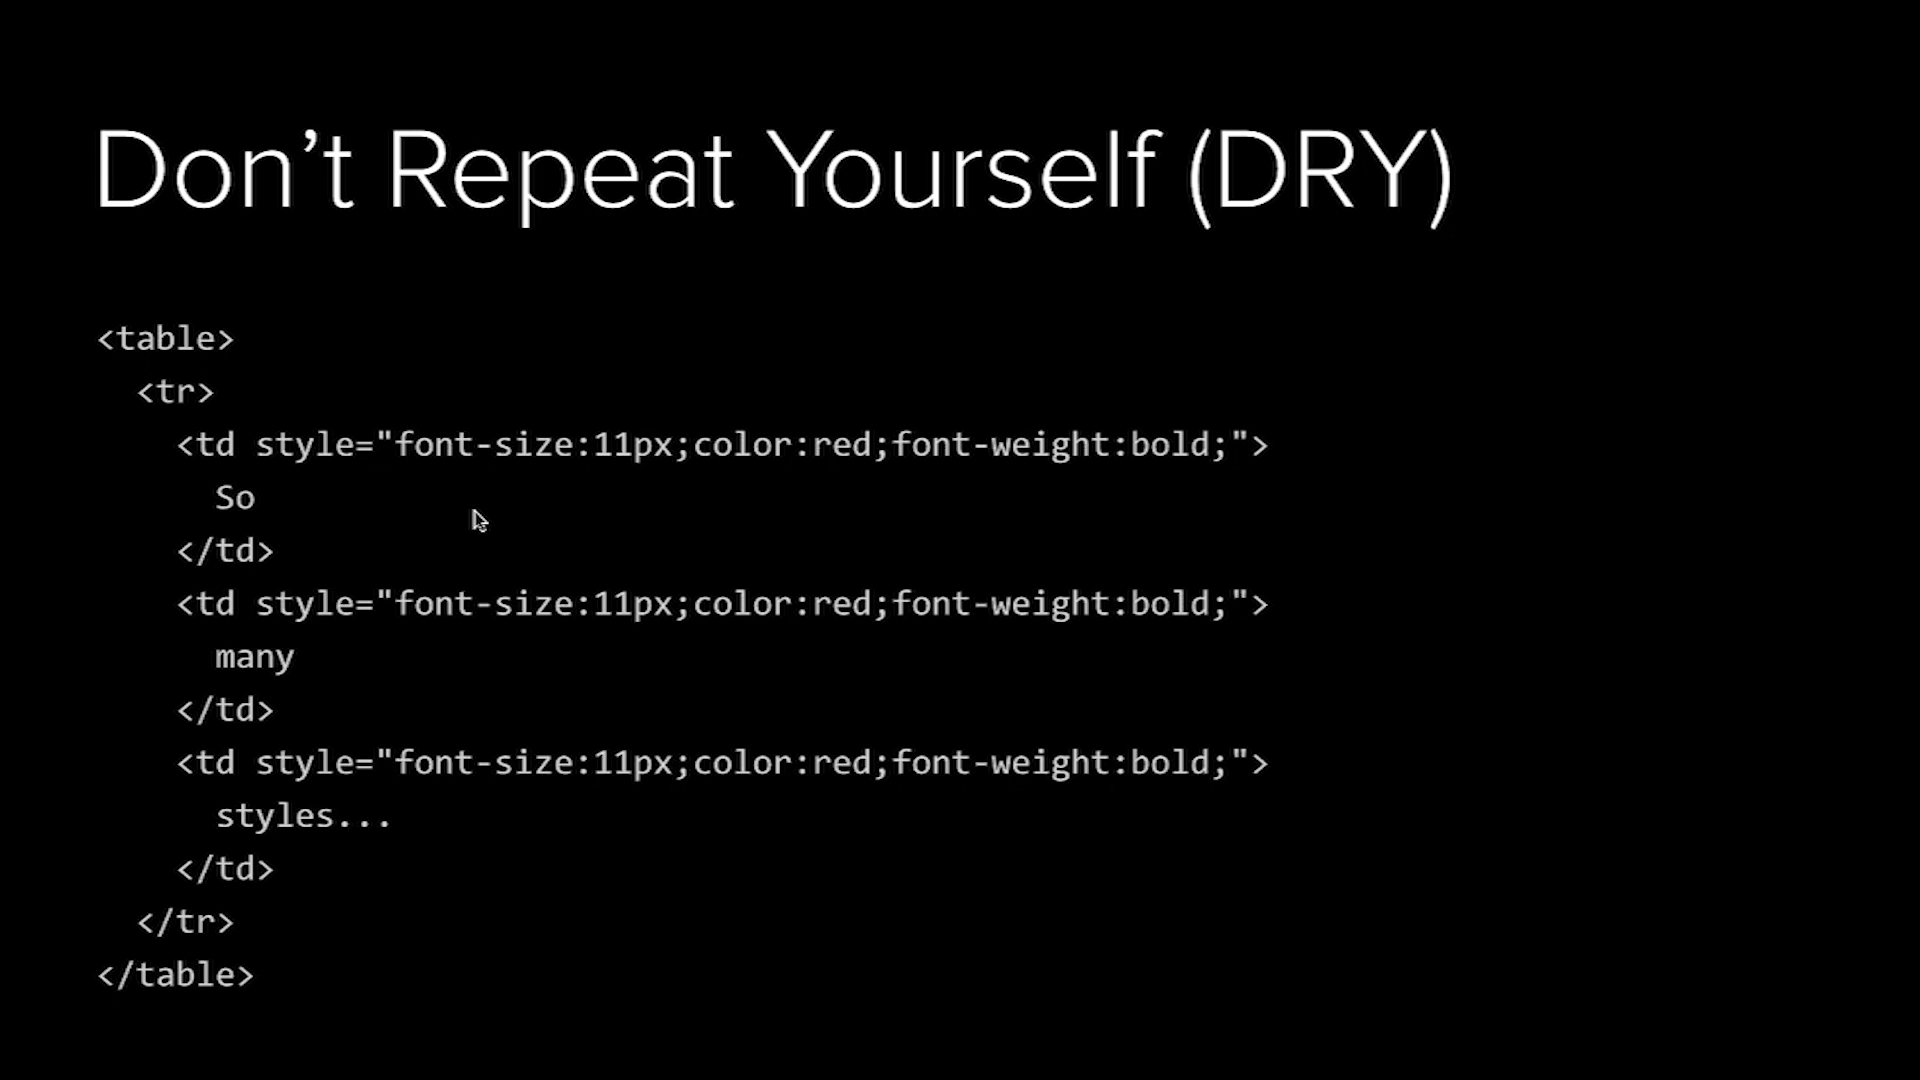 Don’t Repeat Yourself (DRY)
<table>
  <tr>
    <td style="font-size:11px;color:red;font-weight:bold;">
      So
    </td>
    <td style="font-size:11px;color:red;font-weight:bold;">
      many
    </td>
    <td style="font-size:11px;color:red;font-weight:bold;">
      styles...
    </td>
  </tr>
</table>